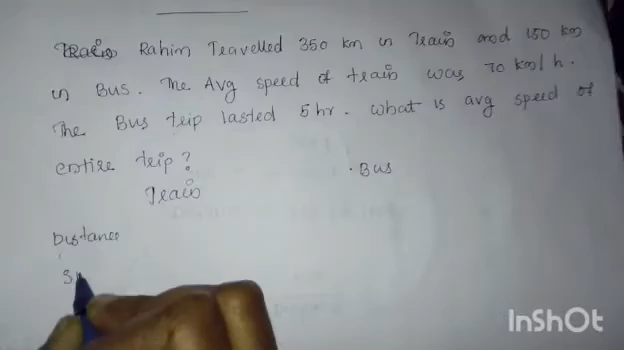 Rahim Travelled 350 km in Train and 150 km
in Bus. The Avg speed of train was 70 km/h.
The Bus trip lasted 5 hr. What is avg speed of
entire trip?
Train
. Bus
Distance
S
InShOt